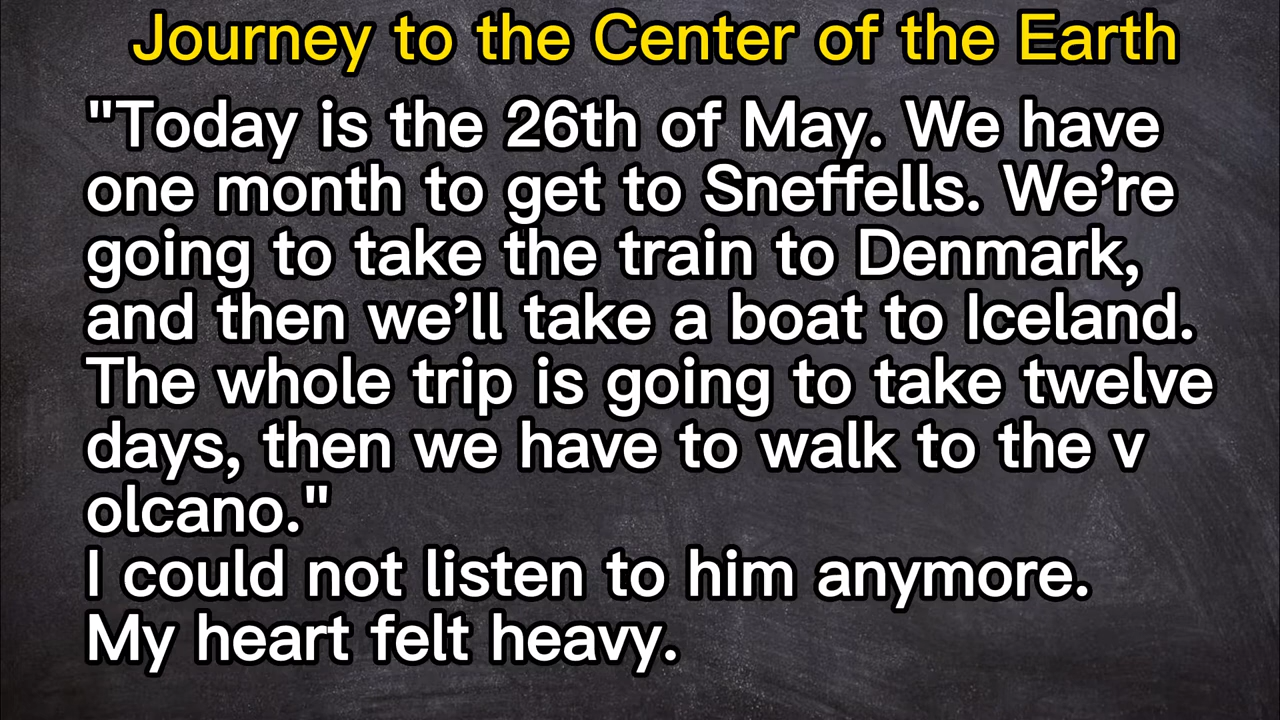 Journey to the Center of the Earth
"Today is the 26th of May. We have
one month to get to Sneffells. We’re
going to take the train to Denmark,
and then we’ll take a boat to Iceland.
The whole trip is going to take twelve
days, then we have to walk to the v
olcano."
I could not listen to him anymore.
My heart felt heavy.